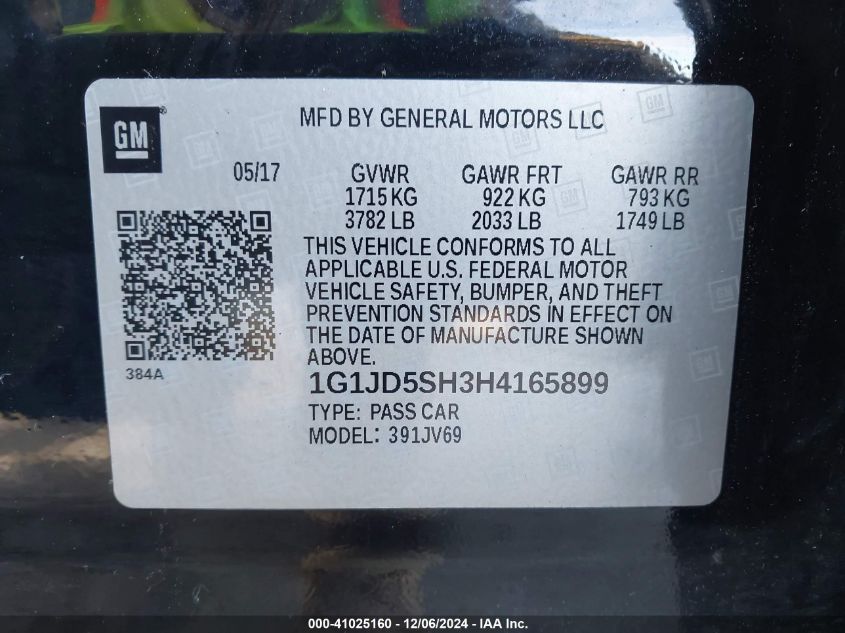 GM®
MFD BY GENERAL MOTORS LLC
05/17 GVWR GAWR FRT GAWR RR
1715 KG 922 KG 793 KG
3782 LB 2033 LB 1749 LB
THIS VEHICLE CONFORMS TO ALL
APPLICABLE U.S. FEDERAL MOTOR
VEHICLE SAFETY, BUMPER, AND THEFT
PREVENTION STANDARDS IN EFFECT ON
THE DATE OF MANUFACTURE SHOWN
ABOVE.
384A
1G1JD5SH3H4165899
TYPE: PASS CAR
MODEL: 391JV69
000-41025160 - 12/06/2024 - IAA Inc.